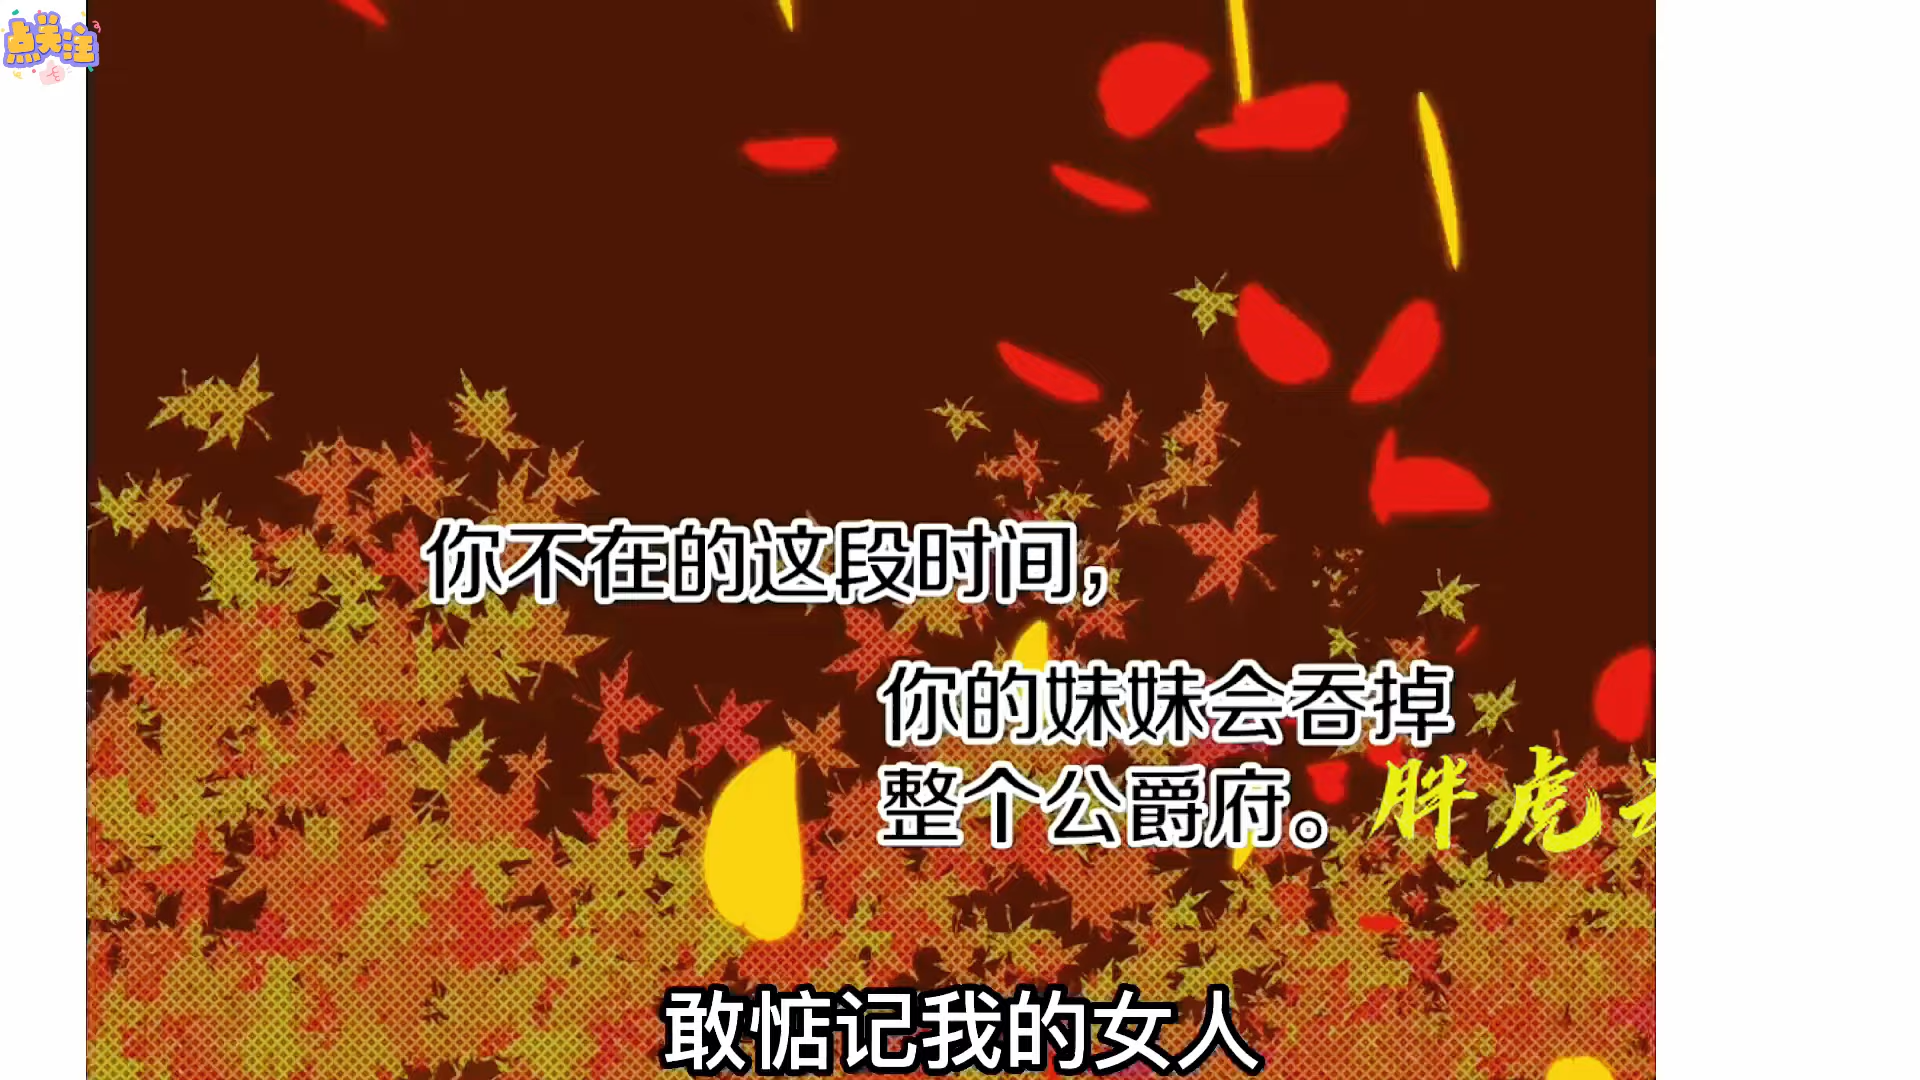 点关注
你不在的这段时间，
你的妹妹会吞掉
整个公爵府。
胖虎
敢惦记我的女人